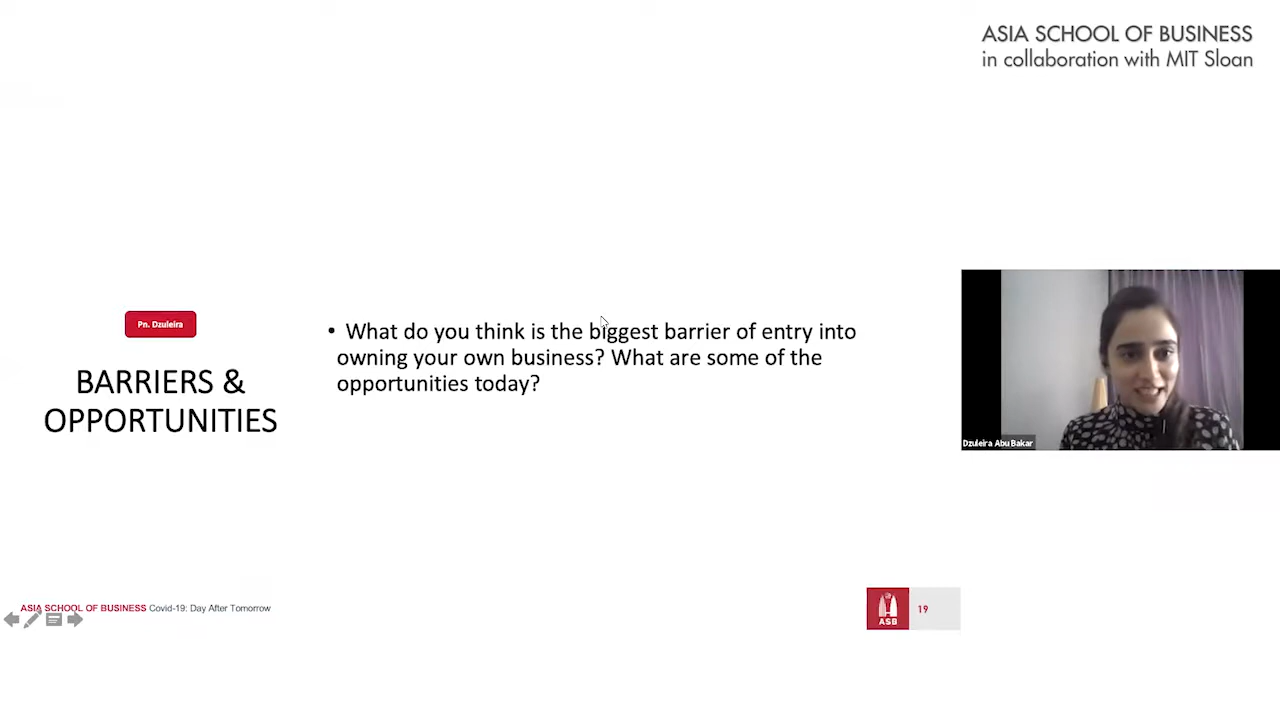 ASIA SCHOOL OF BUSINESS
in collaboration with MIT Sloan
Pn. Dzuleira
BARRIERS &
OPPORTUNITIES
• What do you think is the biggest barrier of entry into
owning your own business? What are some of the
opportunities today?
Dzuleira Abu Bakar
ASIA SCHOOL OF BUSINESS Covid-19: Day After Tomorrow
ASB
19